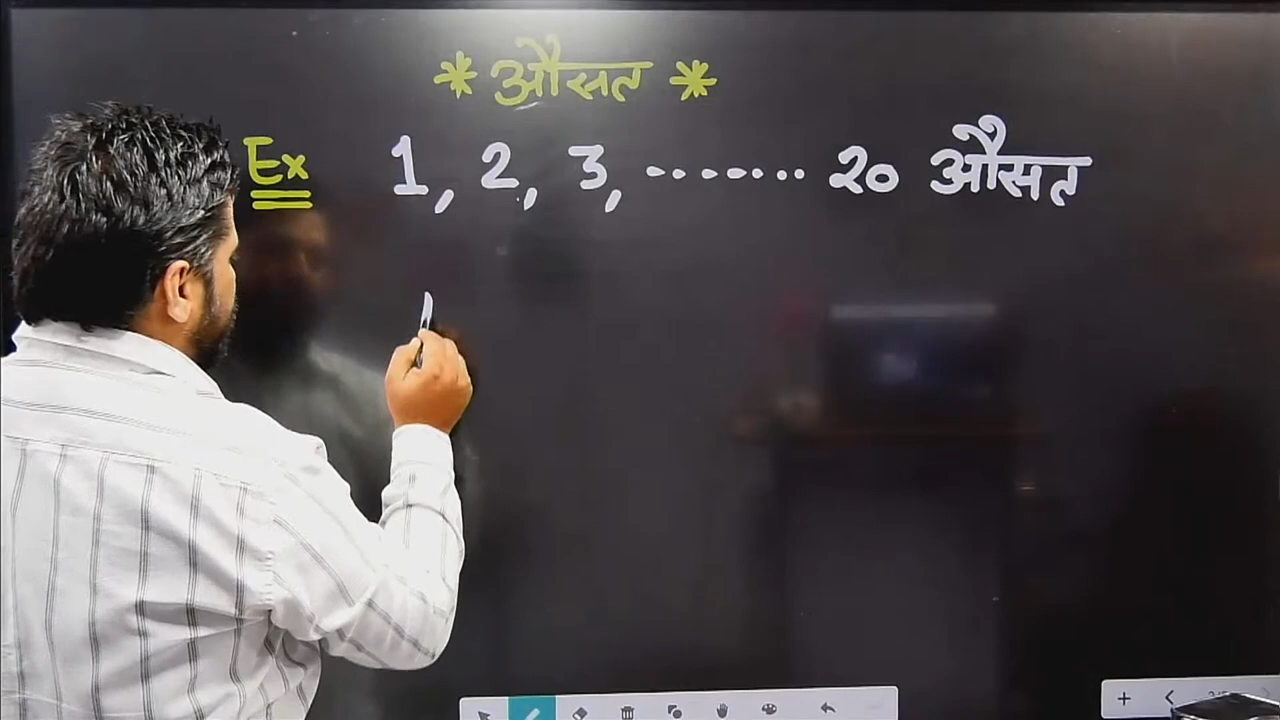 * औसत *
Ex 1, 2, 3, ....... २० औसत